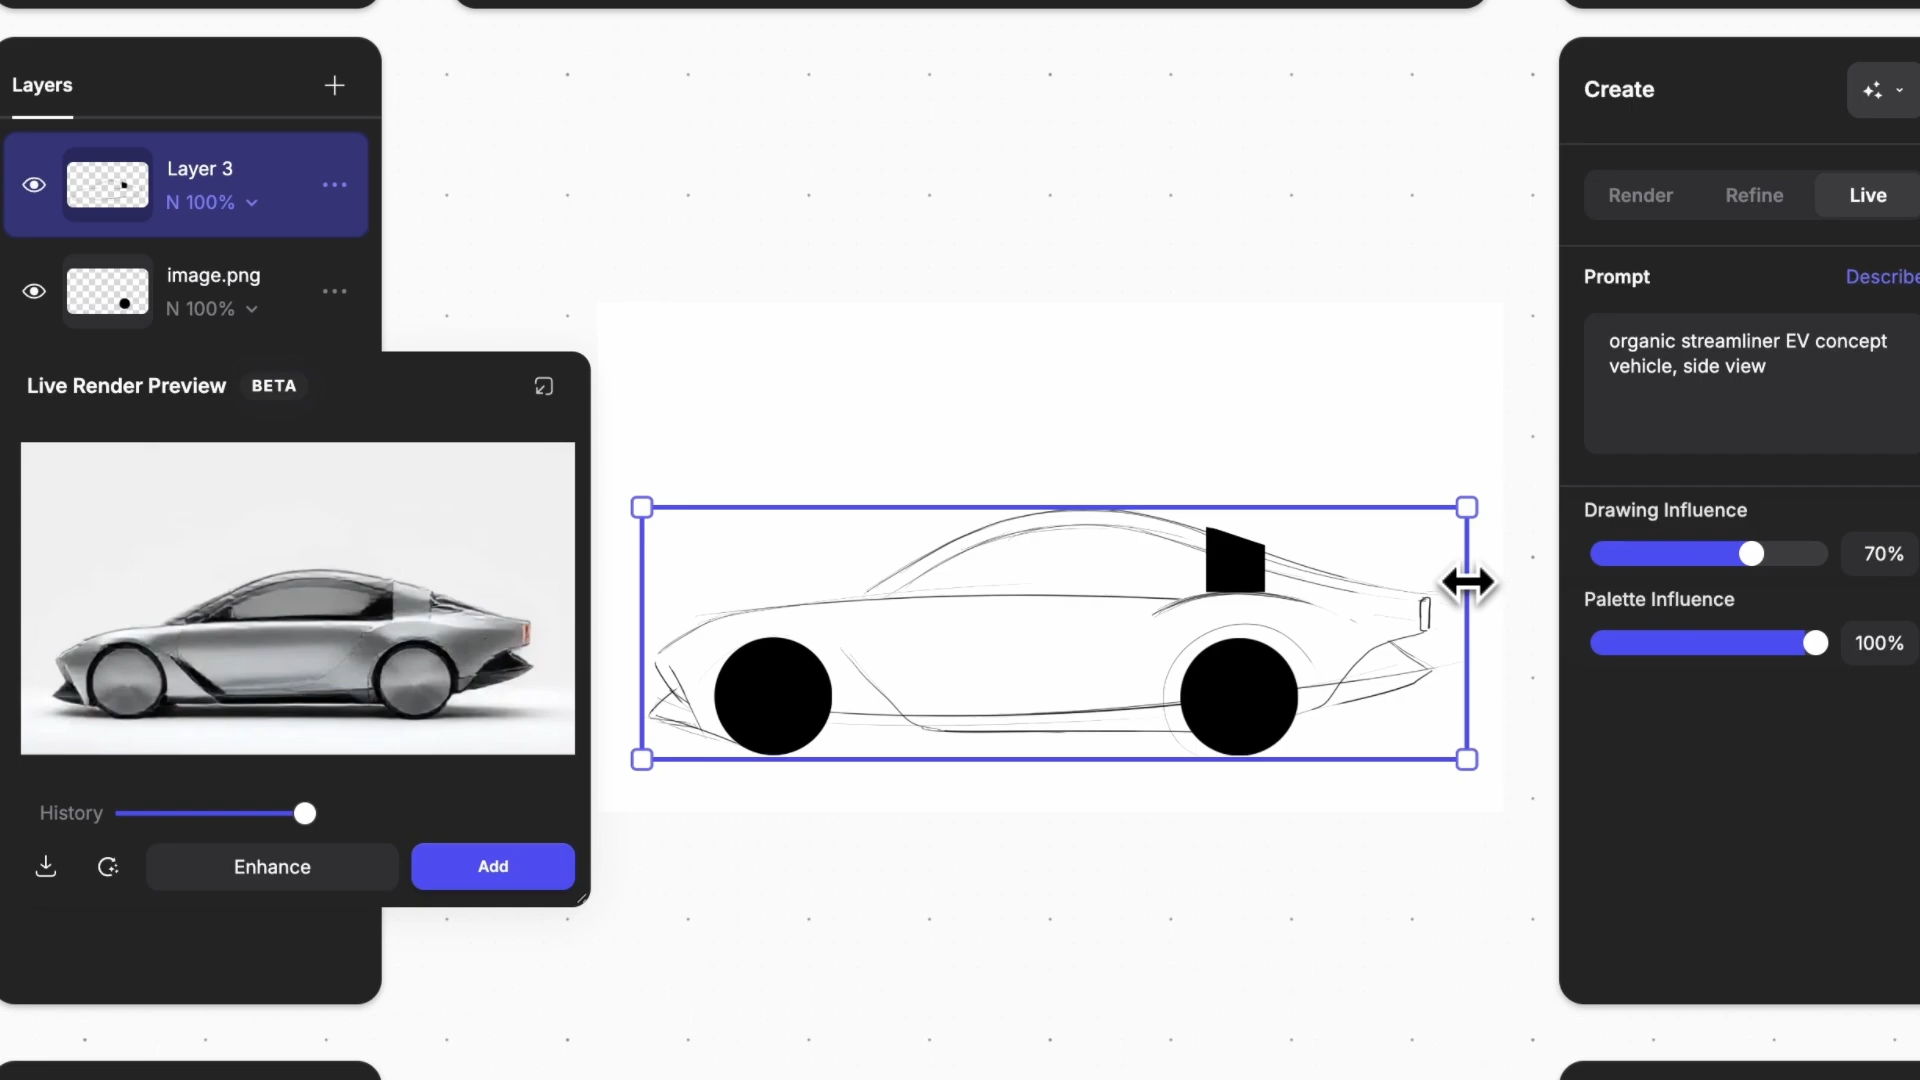 Layers
Layer 3
N 100%
image.png
N 100%
Live Render Preview BETA
History
Enhance
Add
Create
Render Refine Live
Prompt Describe
organic streamliner EV concept
vehicle, side view
Drawing Influence
70%
Palette Influence
100%